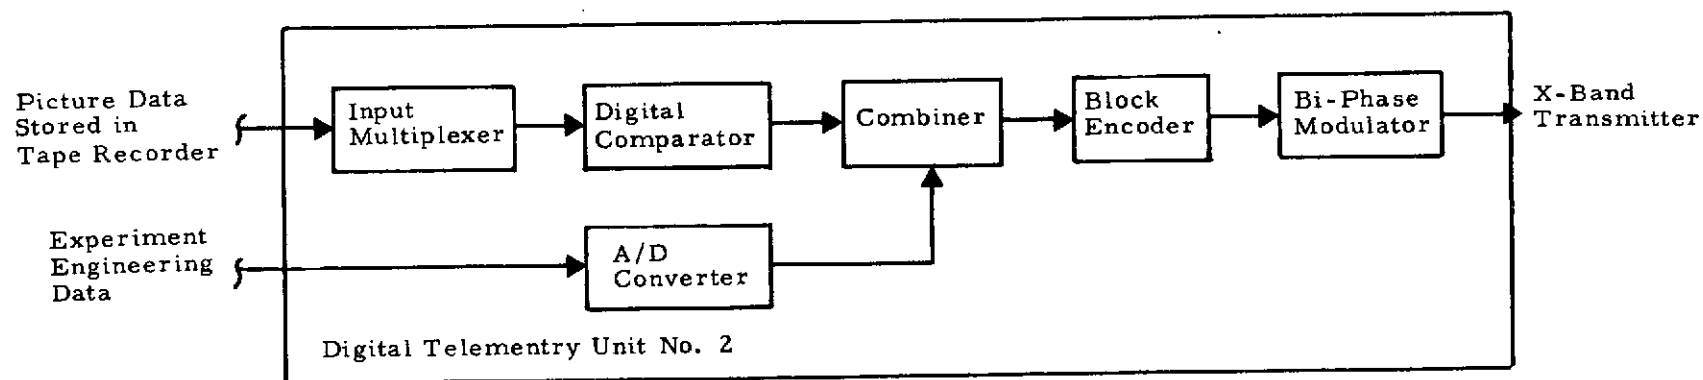 Picture Data
Stored in
Tape Recorder
Input
Multiplexer
Digital
Comparator
Combiner
Block
Encoder
Bi-Phase
Modulator
X-Band
Transmitter
Experiment
Engineering
Data
A/D
Converter
Digital Telementry Unit No. 2